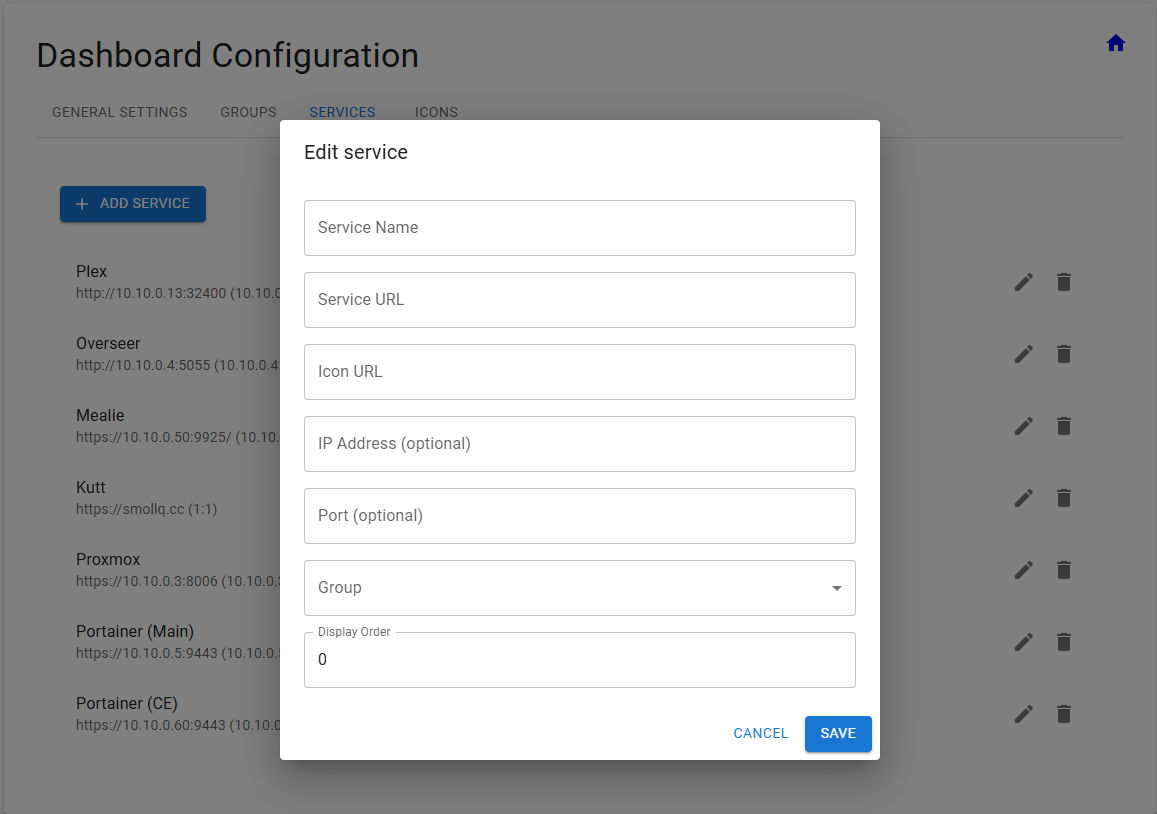 Dashboard Configuration
GENERAL SETTINGS GROUPS SERVICES ICONS
Edit service
ADD SERVICE
Service Name
Service URL
Icon URL
IP Address (optional)
Port (optional)
Group
Display Order
0
CANCEL SAVE
Plex
http://10.10.0.13:32400 (10.10.0
Overseer
http://10.10.0.4:5055 (10.10.0.4
Mealie
https://10.10.0.50:9925/ (10.10.
Kutt
https://smollq.cc (1:1)
Proxmox
https://10.10.0.3:8006 (10.10.0.
Portainer (Main)
https://10.10.0.5:9443 (10.10.0.
Portainer (CE)
https://10.10.0.60:9443 (10.10.0